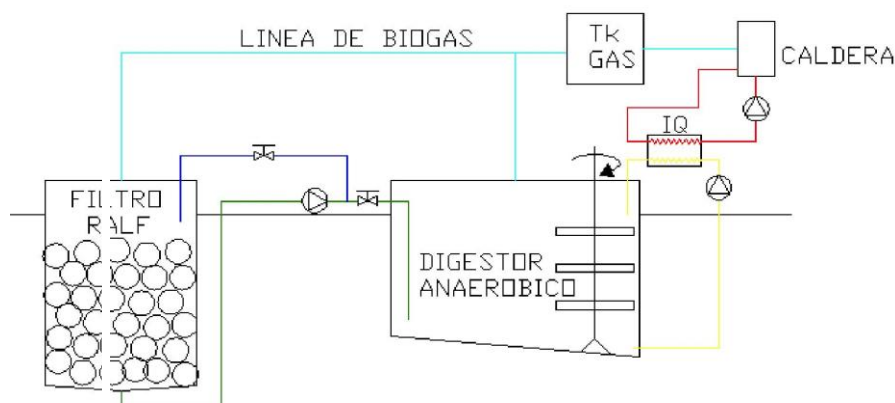 LINEA DE BIOGAS
Tk
GAS
CALDERA
IQ
FILTRO
RALF
DIGESTOR
ANAEROBICO